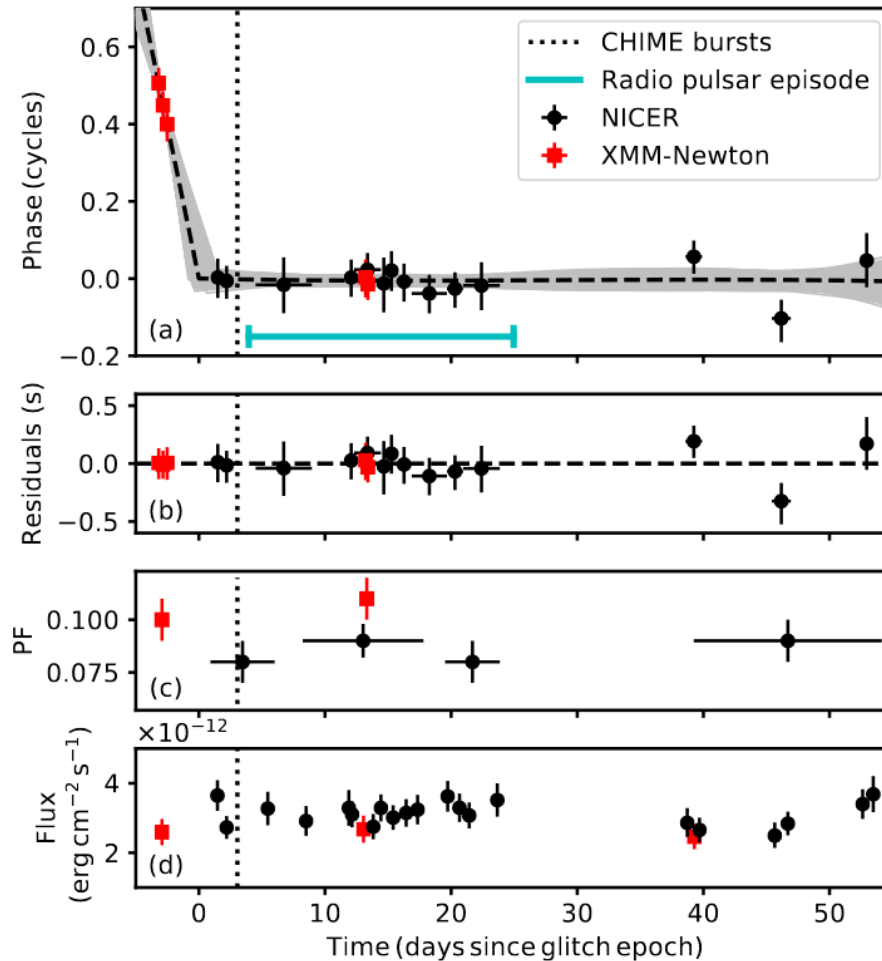 CHIME bursts
Radio pulsar episode
NICER
XMM-Newton
Phase (cycles)
0.6
0.4
0.2
0.0
−0.2
(a)
Residuals (s)
0.5
0.0
−0.5
(b)
PF
0.100
0.075
(c)
×10⁻¹²
Flux
(erg cm⁻² s⁻¹)
4
2
(d)
0 10 20 30 40 50
Time (days since glitch epoch)